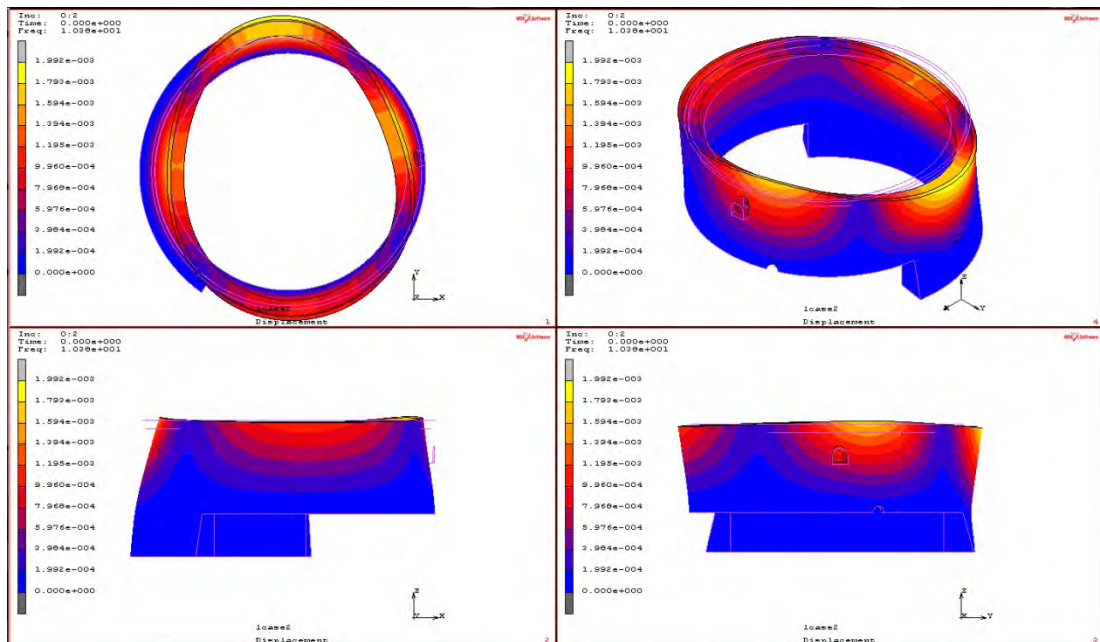 Inc: 0:2
Time: 0.000e+000
Freq: 1.038e+001
1.992e-003
1.793e-003
1.594e-003
1.394e-003
1.195e-003
9.960e-004
7.968e-004
5.976e-004
3.984e-004
1.992e-004
0.000e+000
Y
Z X
lcase2
Displacement
1
Inc: 0:2
Time: 0.000e+000
Freq: 1.038e+001
1.992e-003
1.793e-003
1.594e-003
1.394e-003
1.195e-003
9.960e-004
7.968e-004
5.976e-004
3.984e-004
1.992e-004
0.000e+000
Z
X Y
lcase2
Displacement
4
Inc: 0:2
Time: 0.000e+000
Freq: 1.038e+001
1.992e-003
1.793e-003
1.594e-003
1.394e-003
1.195e-003
9.960e-004
7.968e-004
5.976e-004
3.984e-004
1.992e-004
0.000e+000
Z
Y X
lcase2
Displacement
2
Inc: 0:2
Time: 0.000e+000
Freq: 1.038e+001
1.992e-003
1.793e-003
1.594e-003
1.394e-003
1.195e-003
9.960e-004
7.968e-004
5.976e-004
3.984e-004
1.992e-004
0.000e+000
Z
X Y
lcase2
Displacement
3